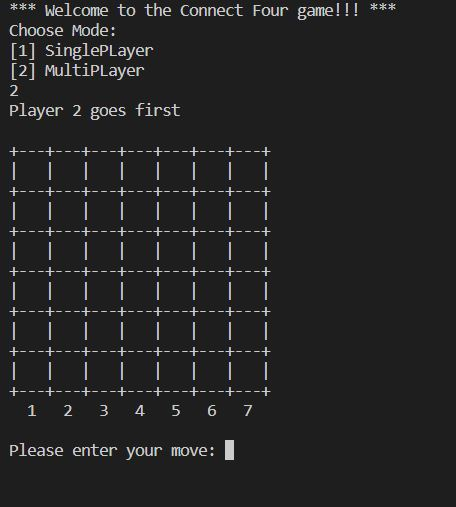 *** Welcome to the Connect Four game!!! ***
Choose Mode:
[1] SinglePLayer
[2] MultiPLayer
2
Player 2 goes first

+---+---+---+---+---+---+---+
|   |   |   |   |   |   |   |
+---+---+---+---+---+---+---+
|   |   |   |   |   |   |   |
+---+---+---+---+---+---+---+
|   |   |   |   |   |   |   |
+---+---+---+---+---+---+---+
|   |   |   |   |   |   |   |
+---+---+---+---+---+---+---+
|   |   |   |   |   |   |   |
+---+---+---+---+---+---+---+
|   |   |   |   |   |   |   |
+---+---+---+---+---+---+---+
  1   2   3   4   5   6   7

Please enter your move: